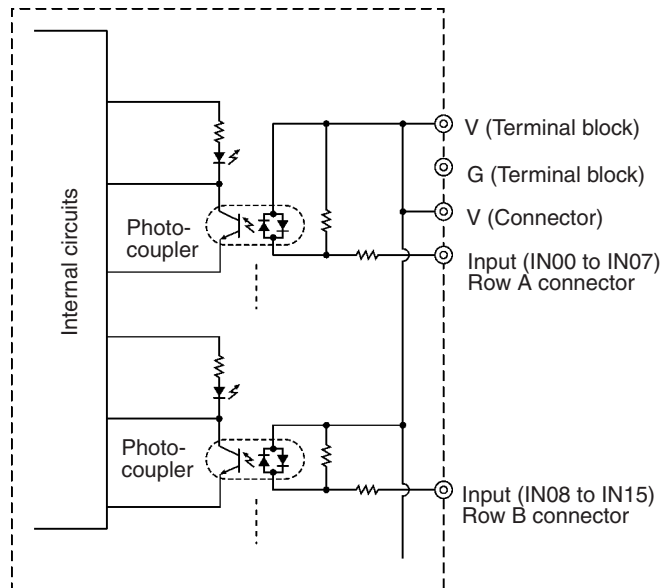 V (Terminal block)
G (Terminal block)
V (Connector)
Input (IN00 to IN07)
Row A connector
Photo-
coupler
Internal circuits
Photo-
coupler
Input (IN08 to IN15)
Row B connector